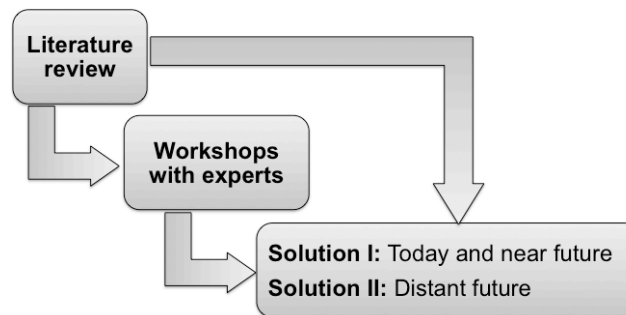 Literature
review
Workshops
with experts
Solution I: Today and near future
Solution II: Distant future